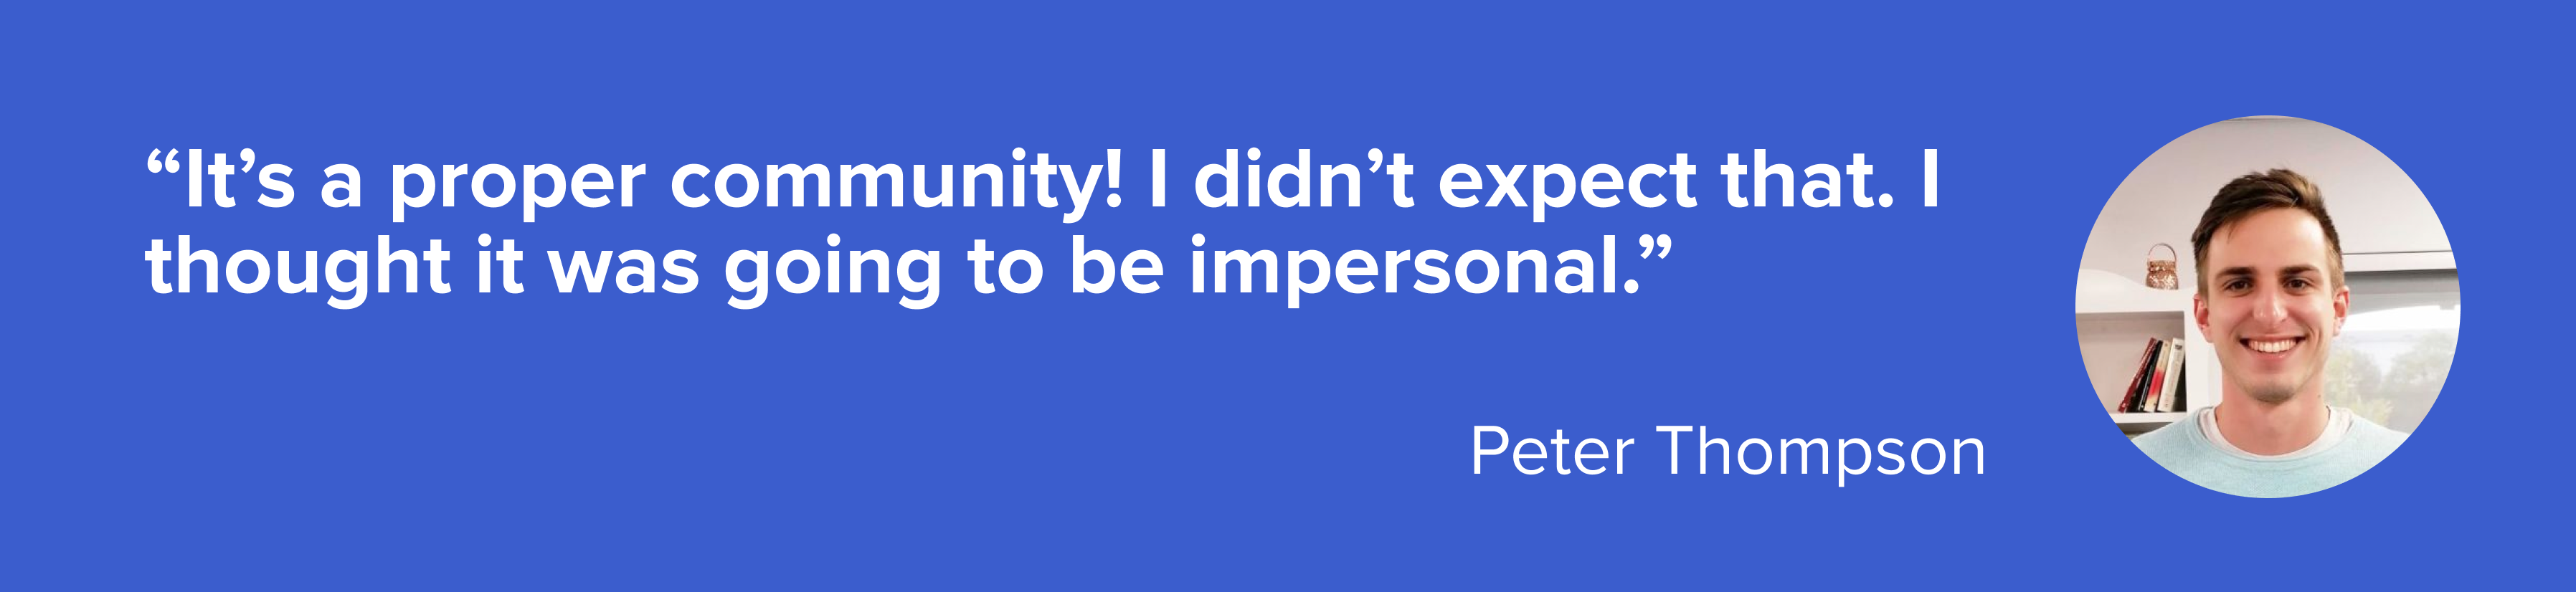 “It’s a proper community! I didn’t expect that. I
thought it was going to be impersonal.”
Peter Thompson